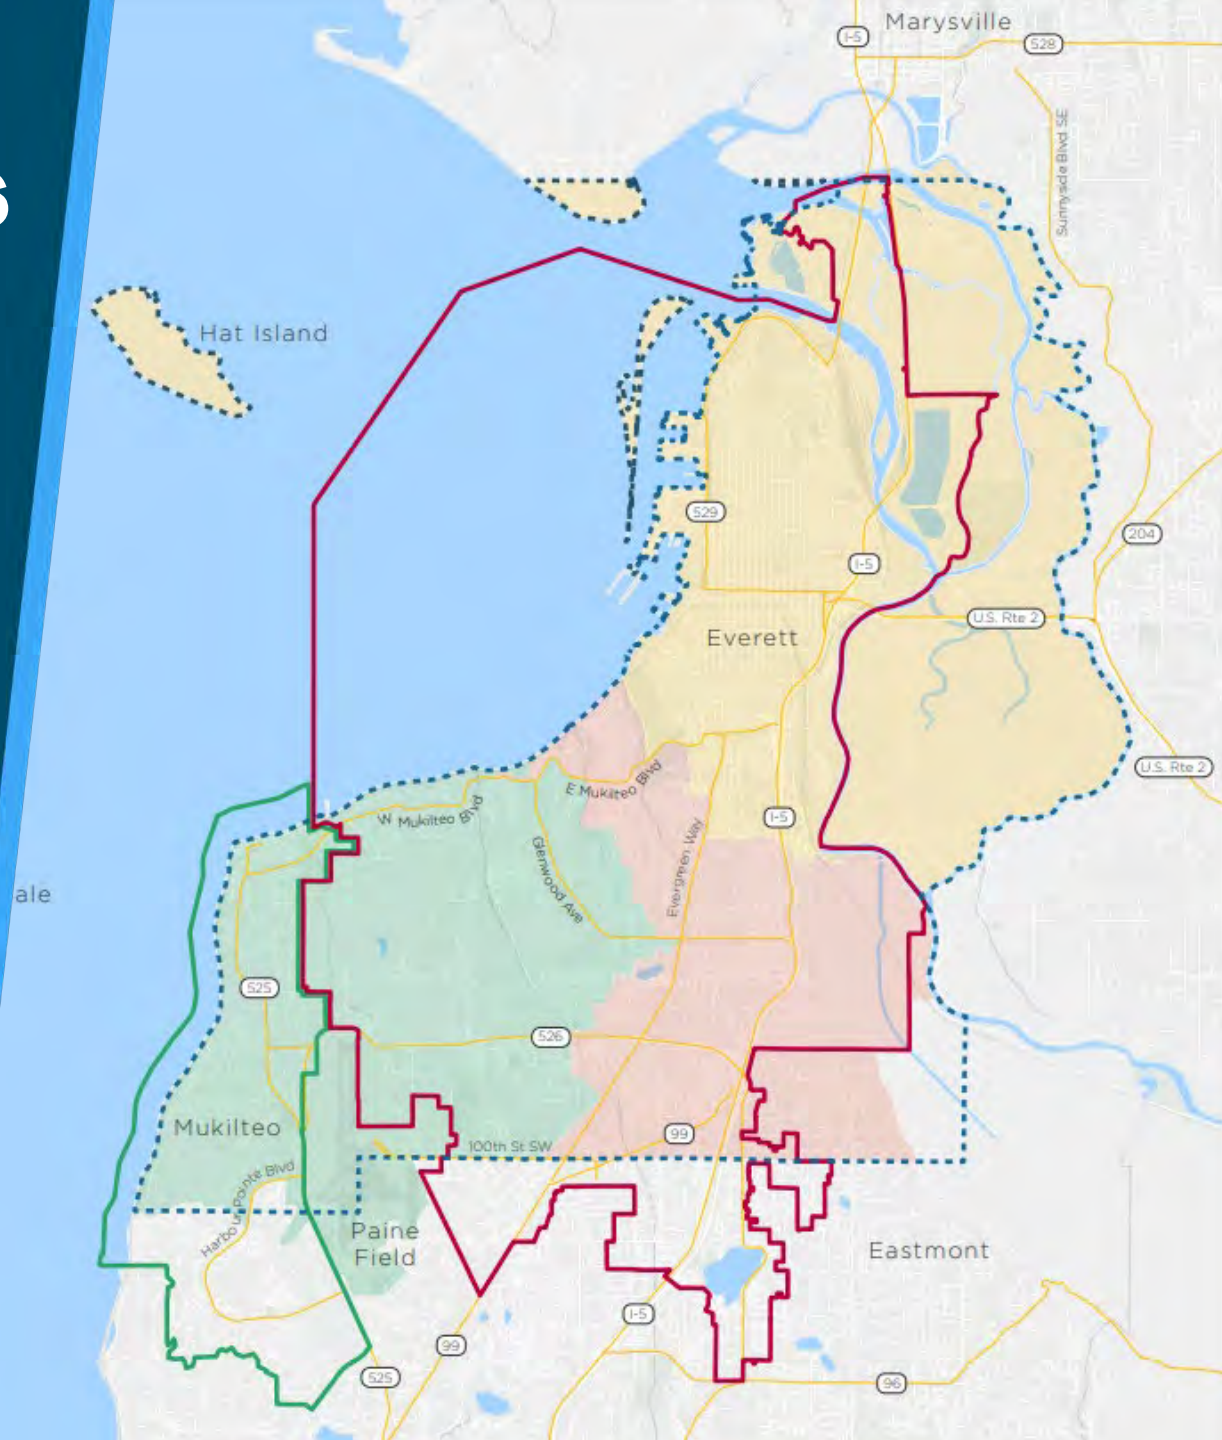 Marysville
I-5
528
s
Sunnyside Blvd SE
Hat Island
529
204
I-5
U.S. Rte 2
Everett
U.S. Rte 2
E Mukilteo Blvd
W Mukilteo Blvd
I-5
Glenwood Ave
Evergreen Way
ale
525
526
Mukilteo
99
100th St SW
Harbour Pointe Blvd
Paine
Field
Eastmont
I-5
99
525
96